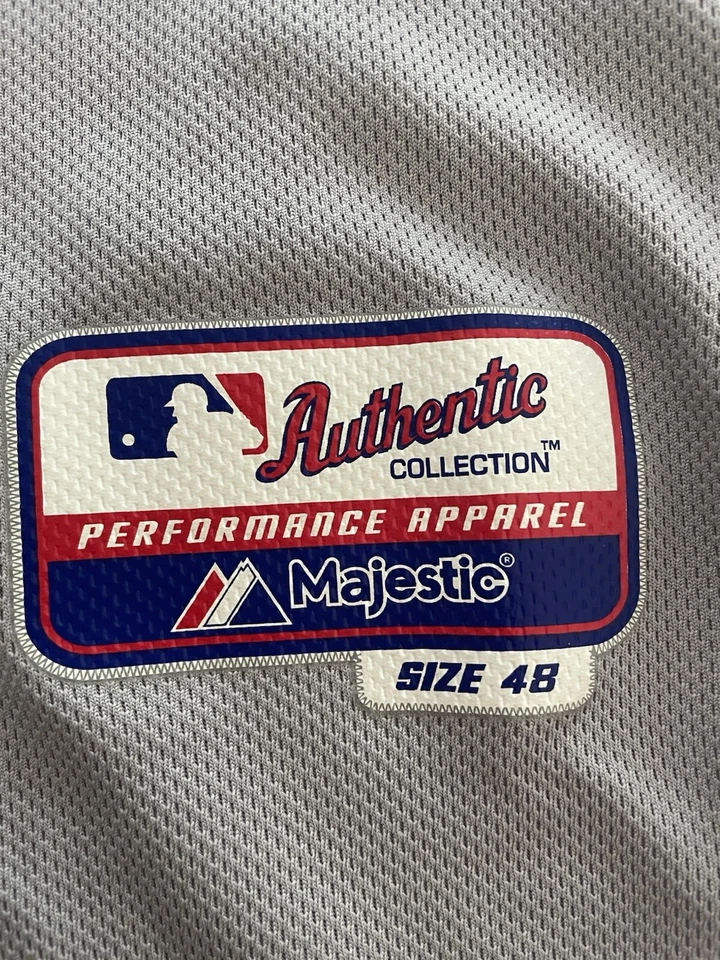 Authentic
COLLECTION™
PERFORMANCE APPAREL
Majestic®
SIZE 48